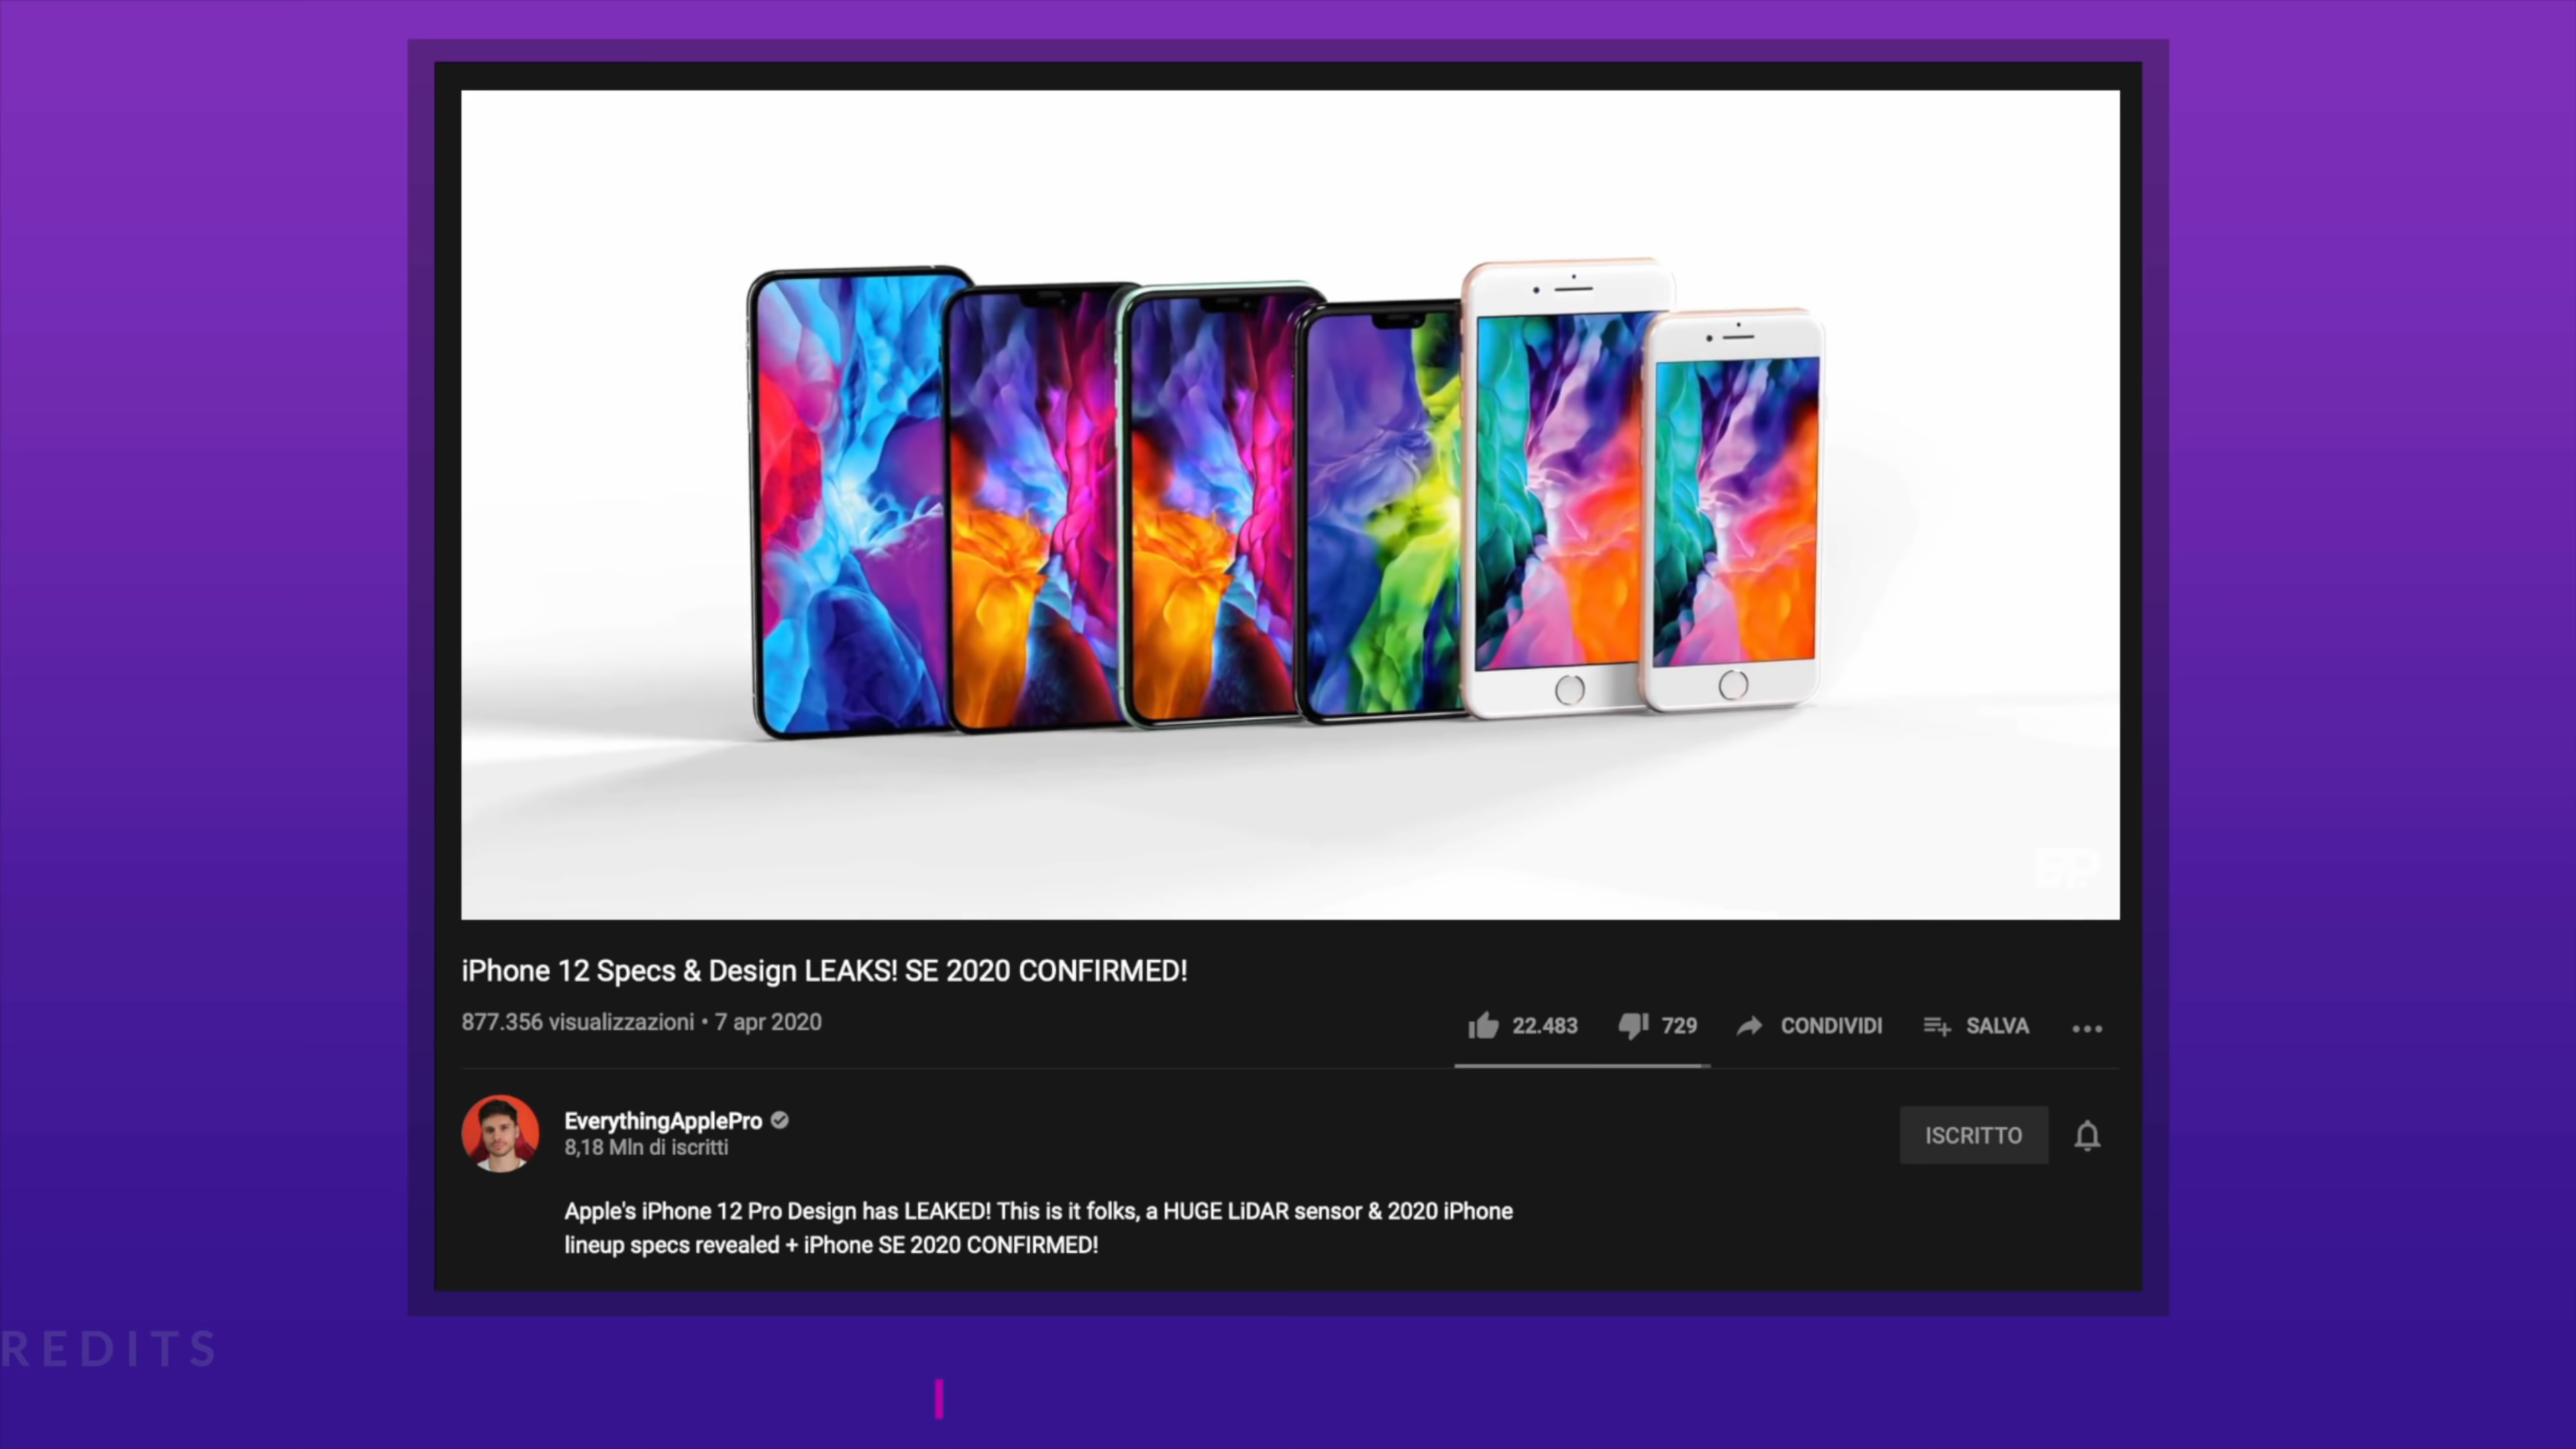 iPhone 12 Specs & Design LEAKS! SE 2020 CONFIRMED!
877.356 visualizzazioni • 7 apr 2020
22.483 729 CONDIVIDI SALVA
EverythingApplePro
8,18 Mln di iscritti
ISCRITTO
Apple's iPhone 12 Pro Design has LEAKED! This is it folks, a HUGE LiDAR sensor & 2020 iPhone
lineup specs revealed + iPhone SE 2020 CONFIRMED!
REDITS